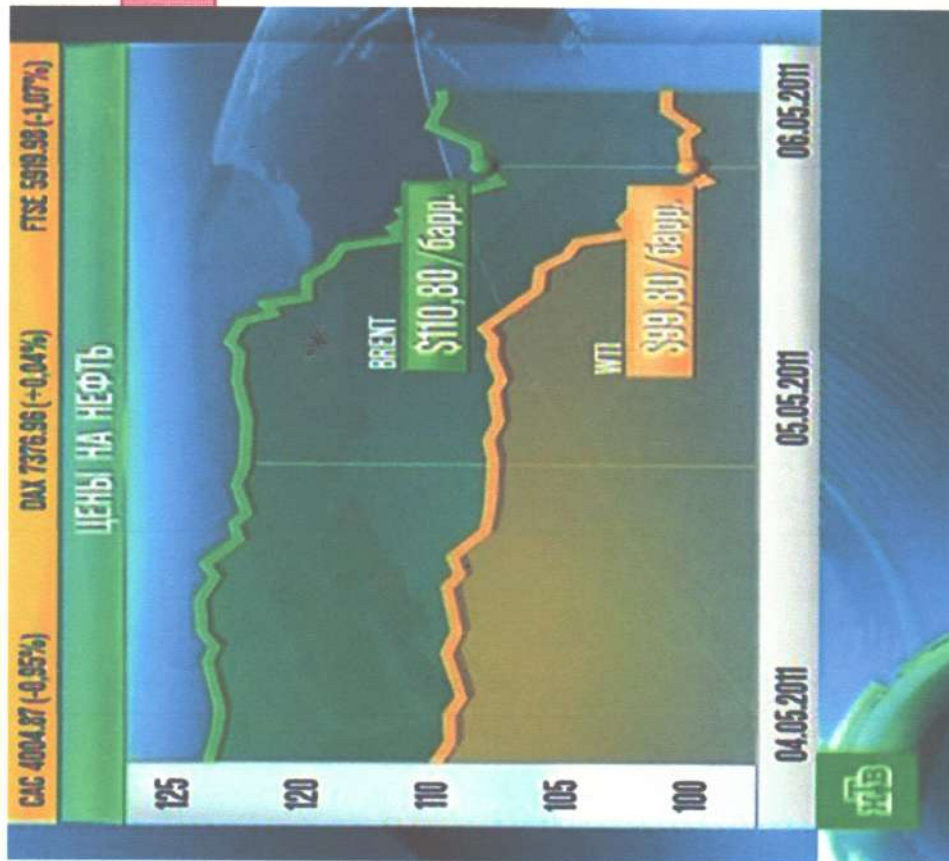 CAC 4004.87 (-0,95%) DAX 7376.96 (+0,04%) FTSE 5919.98 (-1,07%)
ЦЕНЫ НА НЕФТЬ
125
120
BRENT
$110,80/барр.
110
105
WTI
$99,80/барр.
100
04.05.2011 05.05.2011 06.05.2011
НТВ